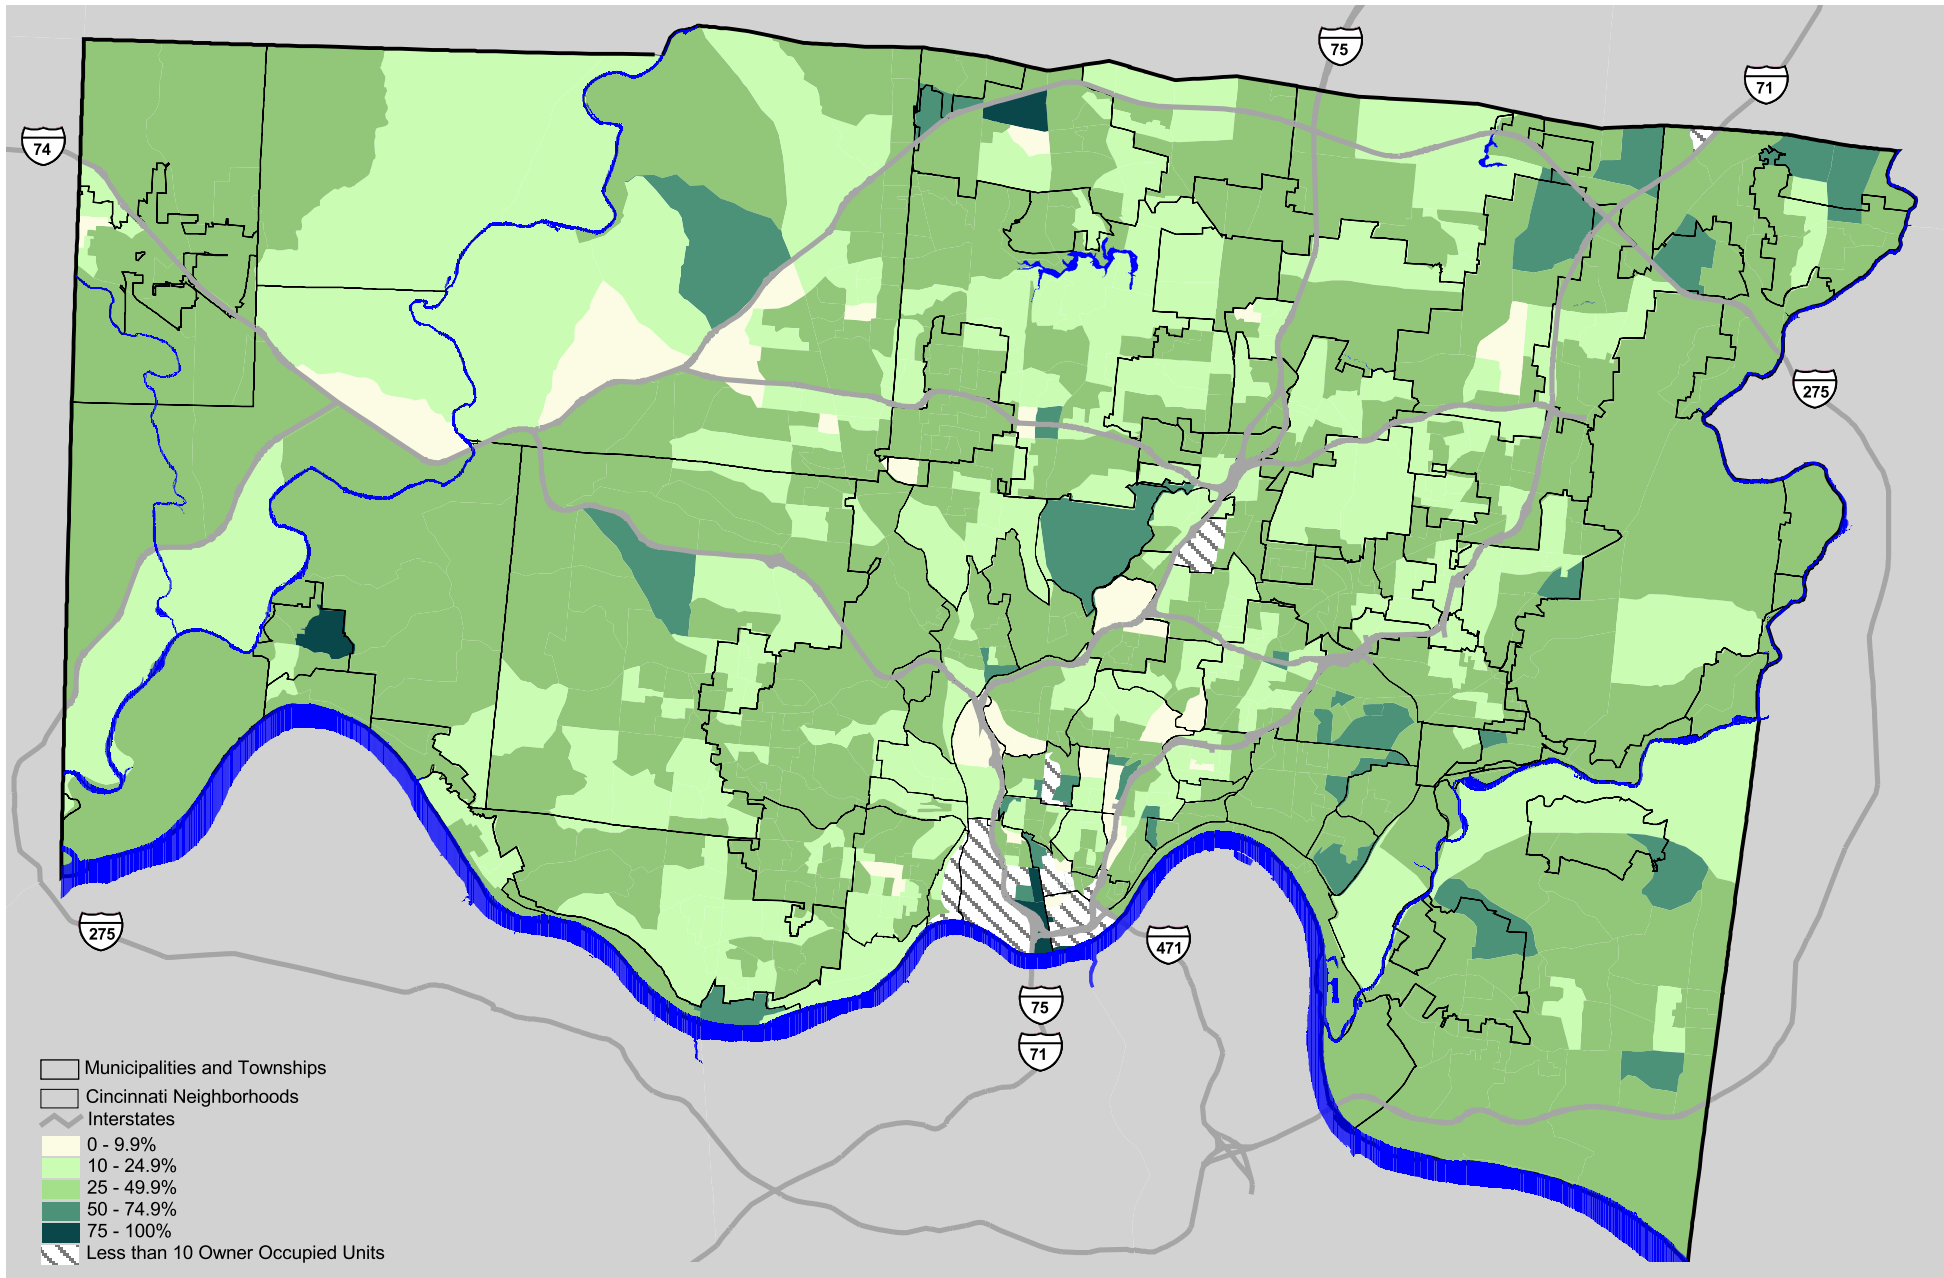 75
71
74
275
275
471
75
71
Municipalities and Townships
Cincinnati Neighborhoods
Interstates
0 - 9.9%
10 - 24.9%
25 - 49.9%
50 - 74.9%
75 - 100%
Less than 10 Owner Occupied Units